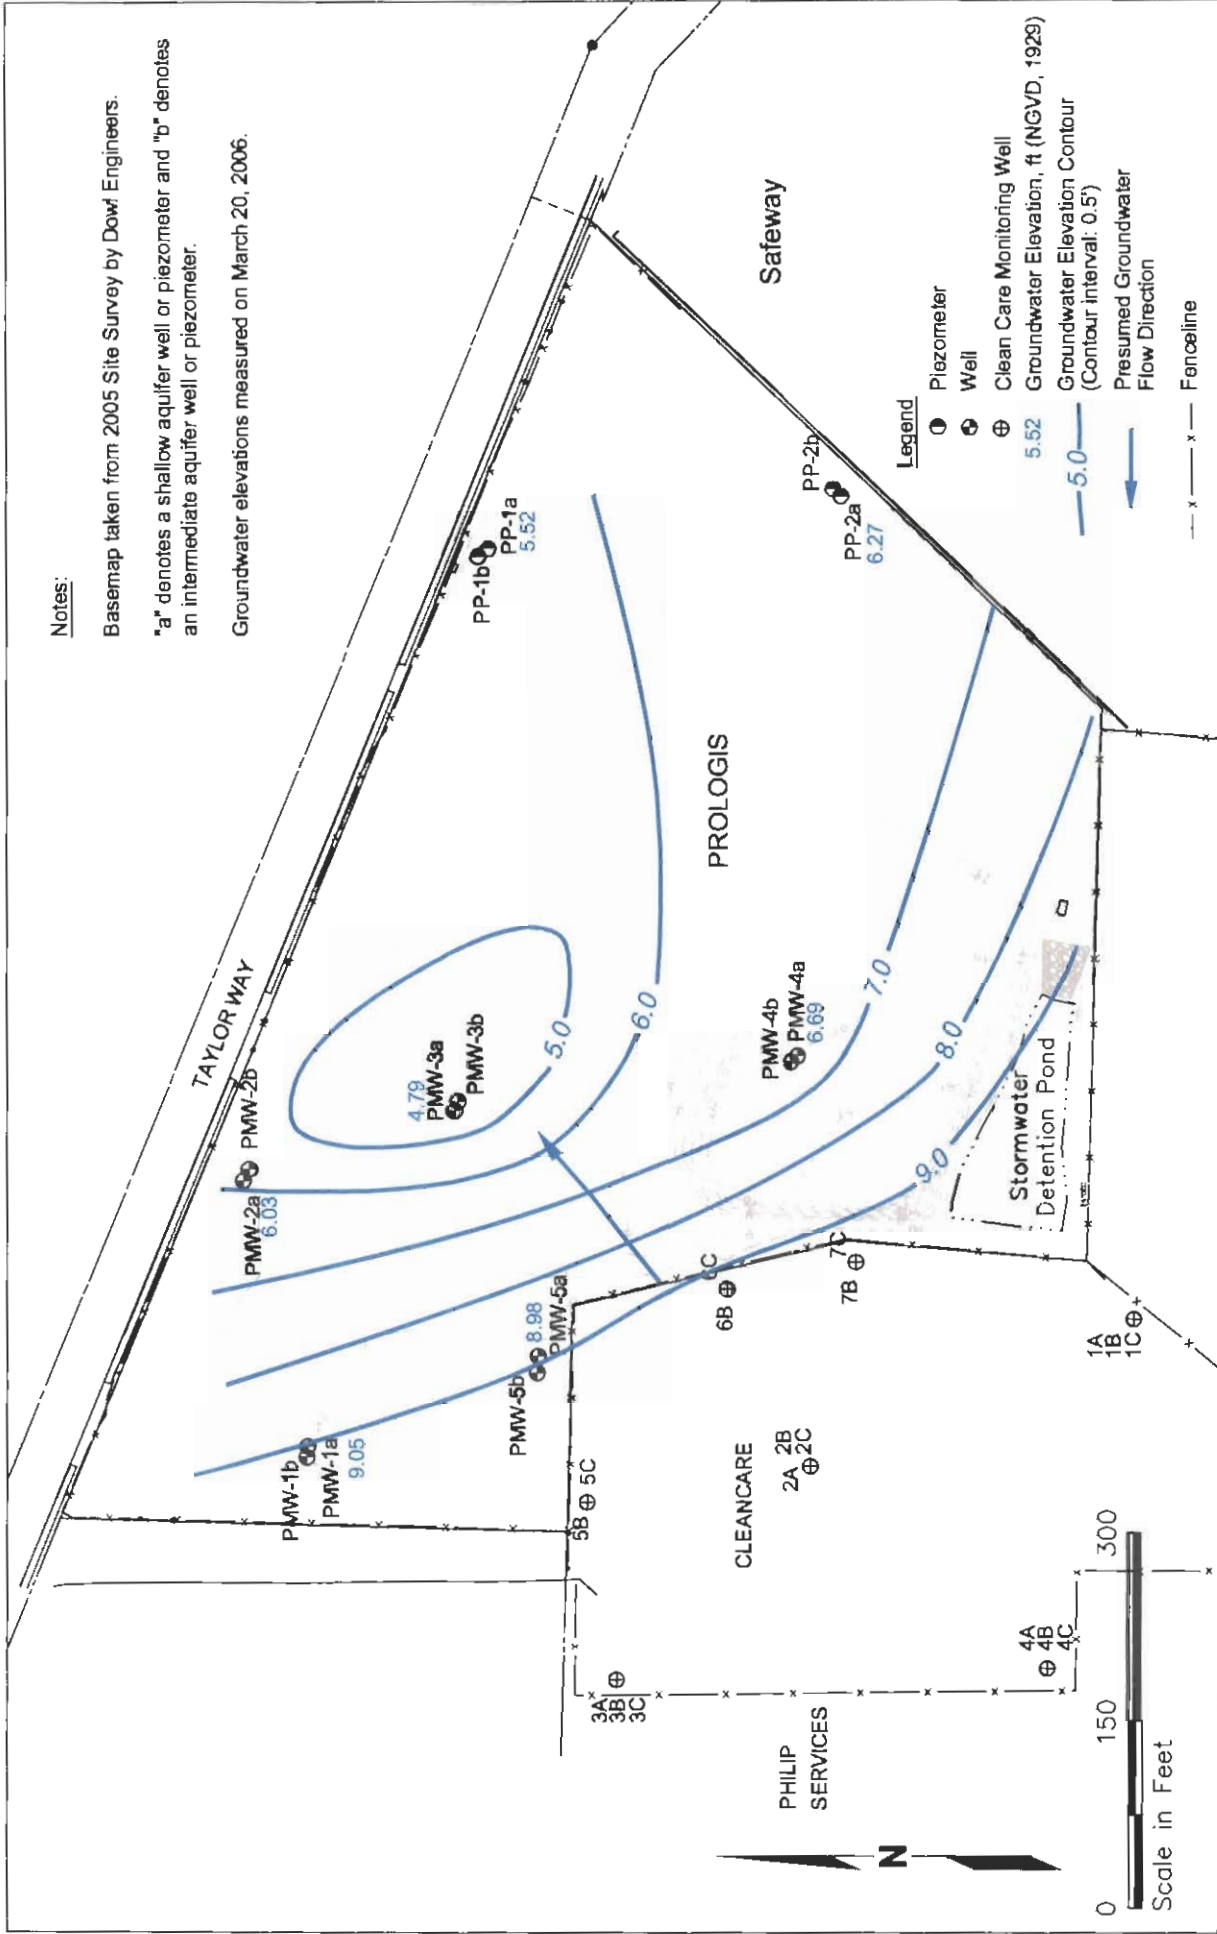 Notes:
Basemap taken from 2005 Site Survey by Dowl Engineers.
"a" denotes a shallow aquifer well or piezometer and "b" denotes
an intermediate aquifer well or piezometer.
Groundwater elevations measured on March 20, 2006.
TAYLOR WAY
PMW-2b
PMW-2a
6.03
PMW-1b
PMW-1a
9.05
4.79
PMW-3a
PMW-3b
PP-1b
PP-1a
5.52
PMW-5b
8.98
PMW-5a
5.0
6.0
7.0
8.0
9.0
PROLOGIS
Safeway
PP-2b
PP-2a
6.27
PMW-4b
PMW-4a
6.69
5B
5C
3A
3B
3C
6B
7B
7C
CLEANCARE
2A
2B
2C
PHILIP
SERVICES
4A
4B
4C
1A
1B
1C
Stormwater
Detention Pond
N
0
150
300
Scale in Feet
Legend
Piezometer
Well
Clean Care Monitoring Well
5.52
Groundwater Elevation, ft (NGVD, 1929)
5.0
Groundwater Elevation Contour
(Contour interval: 0.5')
Presumed Groundwater
Flow Direction
Fenceline